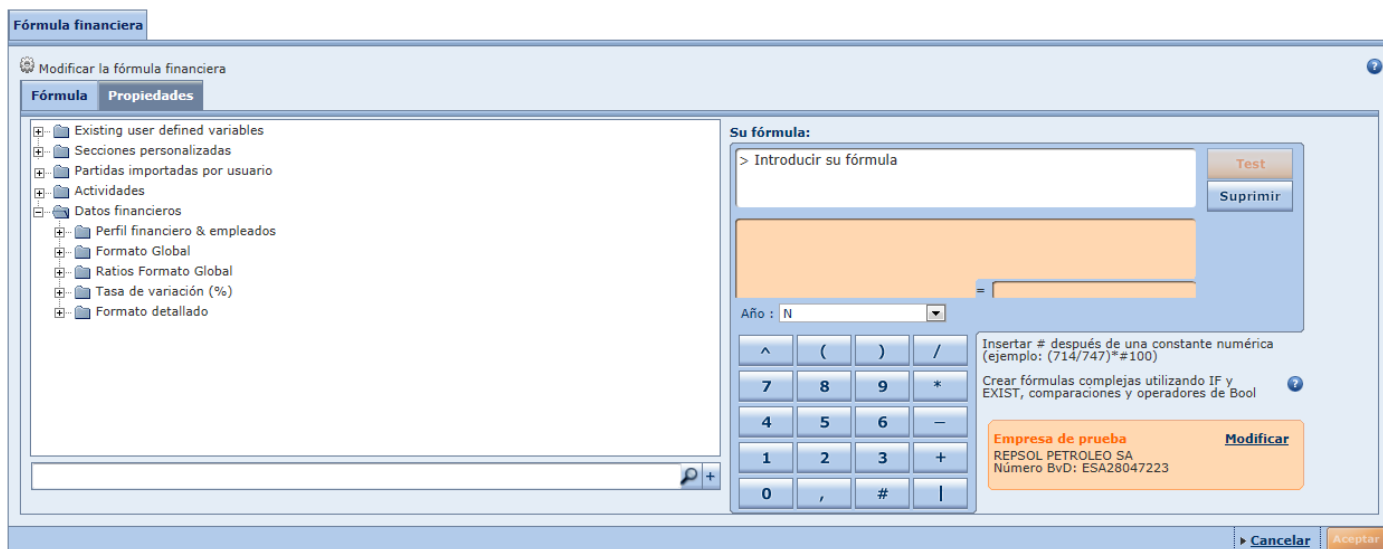 Fórmula financiera
Modificar la fórmula financiera
?
Fórmula Propiedades
Existing user defined variables
Secciones personalizadas
Partidas importadas por usuario
Actividades
Datos financieros
Perfil financiero & empleados
Formato Global
Ratios Formato Global
Tasa de variación (%)
Formato detallado
+
Su fórmula:
> Introducir su fórmula
Test
Suprimir
=
Año : N
^ ( ) /
7 8 9 *
4 5 6 –
1 2 3 +
0 , # |
Insertar # después de una constante numérica
(ejemplo: (714/747)*#100)
Crear fórmulas complejas utilizando IF y
EXIST, comparaciones y operadores de Bool
?
Empresa de prueba Modificar
REPSOL PETROLEO SA
Número BvD: ESA28047223
Cancelar Aceptar